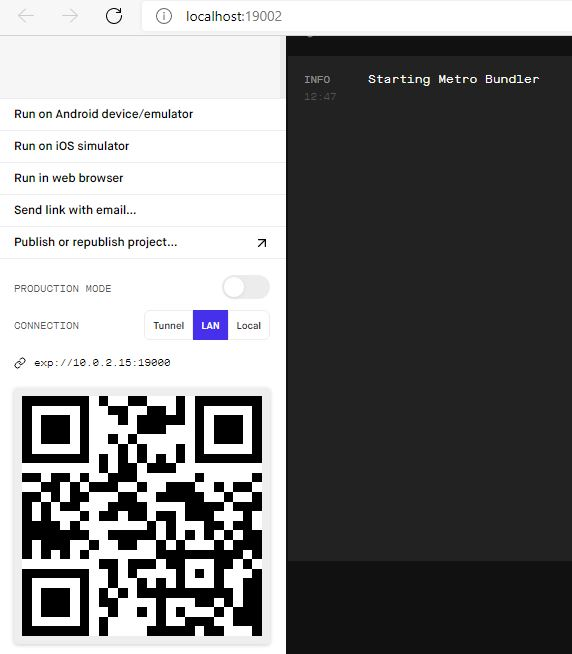 localhost:19002
Run on Android device/emulator
Run on iOS simulator
Run in web browser
Send link with email...
Publish or republish project...
PRODUCTION MODE
CONNECTION Tunnel LAN Local
exp://10.0.2.15:19000
INFO Starting Metro Bundler
12:47